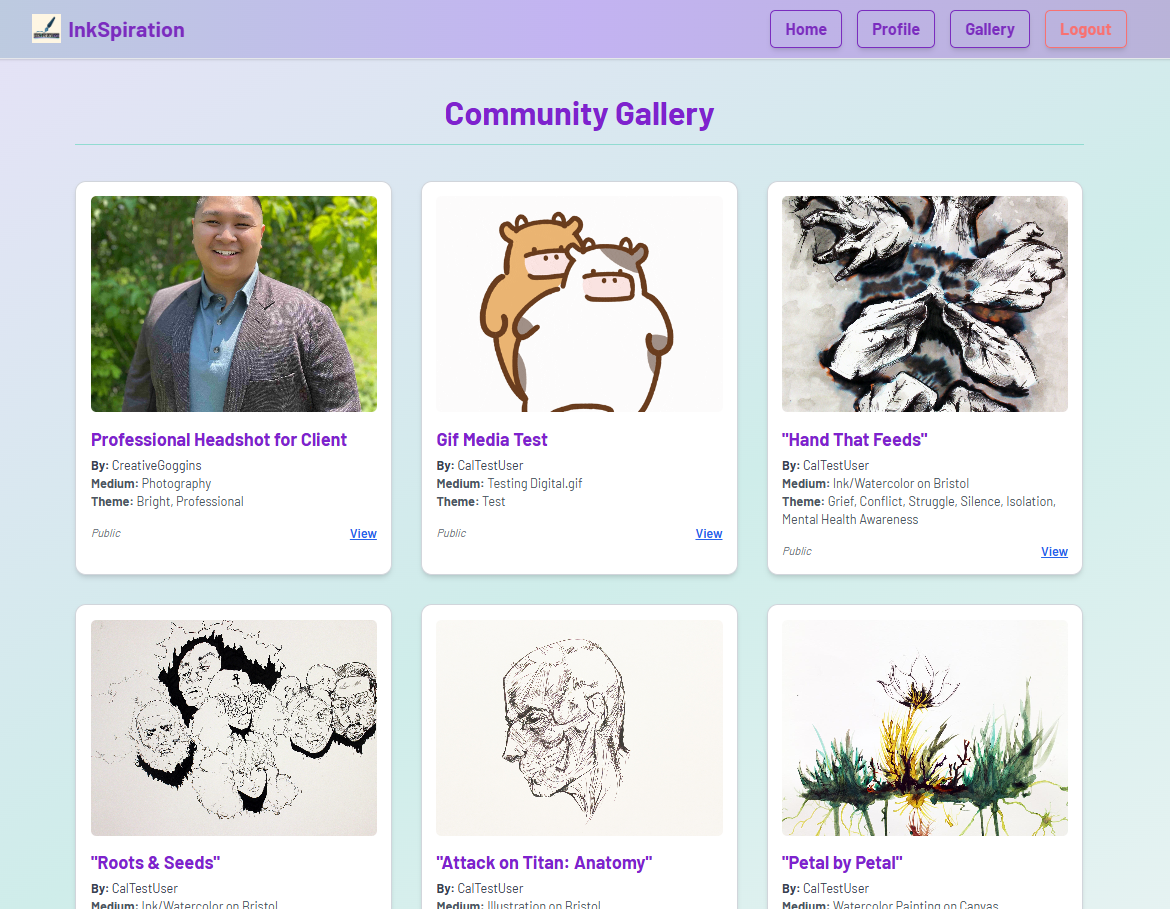 InkSpiration
Home
Profile
Gallery
Logout
Community Gallery
Professional Headshot for Client
By: CreativeGoggins
Medium: Photography
Theme: Bright, Professional
Public
View
Gif Media Test
By: CalTestUser
Medium: Testing Digital.gif
Theme: Test
Public
View
"Hand That Feeds"
By: CalTestUser
Medium: Ink/Watercolor on Bristol
Theme: Grief, Conflict, Struggle, Silence, Isolation,
Mental Health Awareness
Public
View
"Roots & Seeds"
By: CalTestUser
Medium: Ink/Watercolor on Bristol
"Attack on Titan: Anatomy"
By: CalTestUser
Medium: Illustration on Bristol
"Petal by Petal"
By: CalTestUser
Medium: Watercolor Painting on Canvas